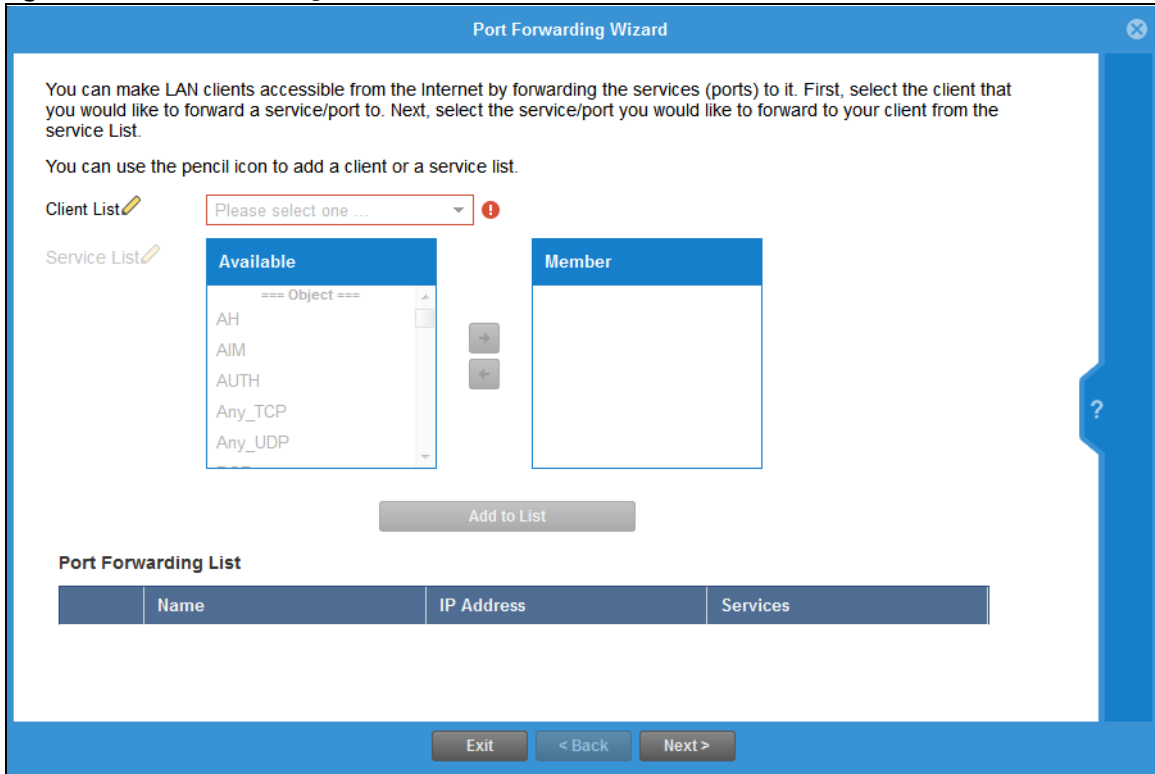 Port Forwarding Wizard
You can make LAN clients accessible from the Internet by forwarding the services (ports) to it. First, select the client that
you would like to forward a service/port to. Next, select the service/port you would like to forward to your client from the
service List.
You can use the pencil icon to add a client or a service list.
Client List
Please select one ...
Service List
Available
Member
=== Object ===
AH
AIM
AUTH
Any_TCP
Any_UDP
?
Add to List
Port Forwarding List
Name IP Address Services
Exit < Back Next >